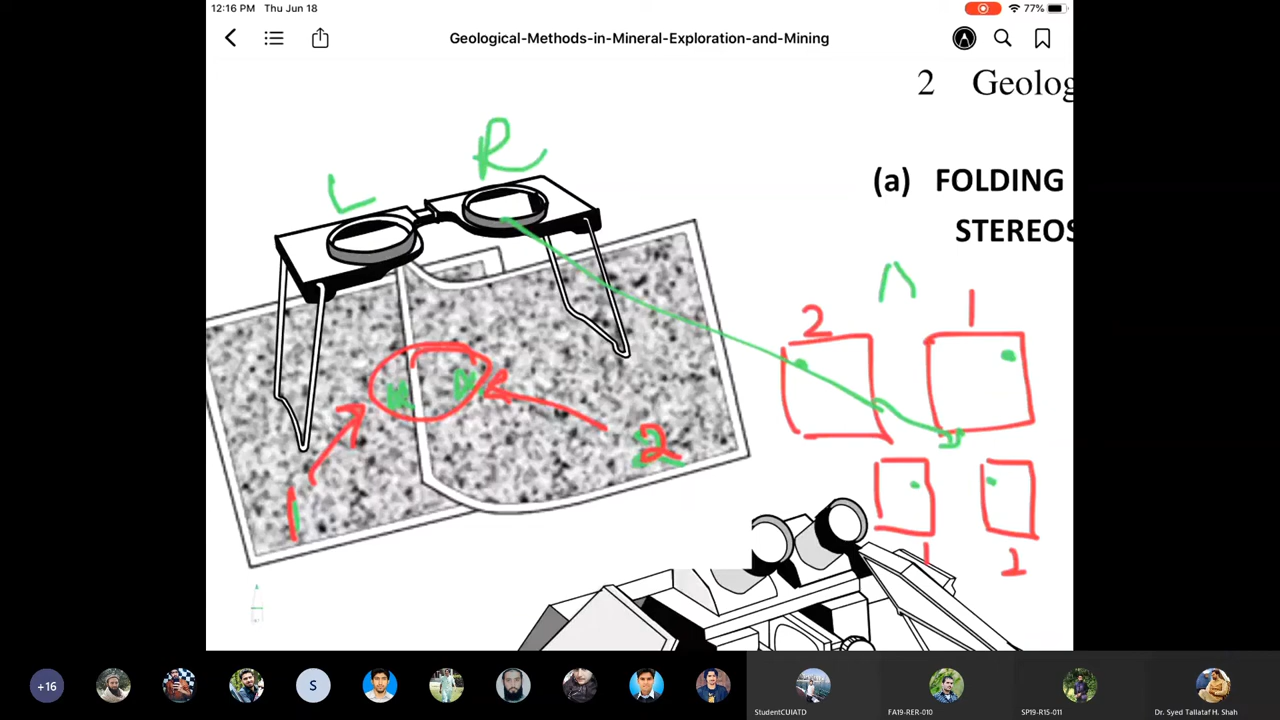 12:16 PM Thu Jun 18
77%
Geological-Methods-in-Mineral-Exploration-and-Mining
2 Geolog
R
L
(a) FOLDING
STEREOS
2
1
2
1
1
2
+16
S
StudentCUIATD
FA19-RER-010
SP19-R15-011
Dr. Syed Tallataf H. Shah